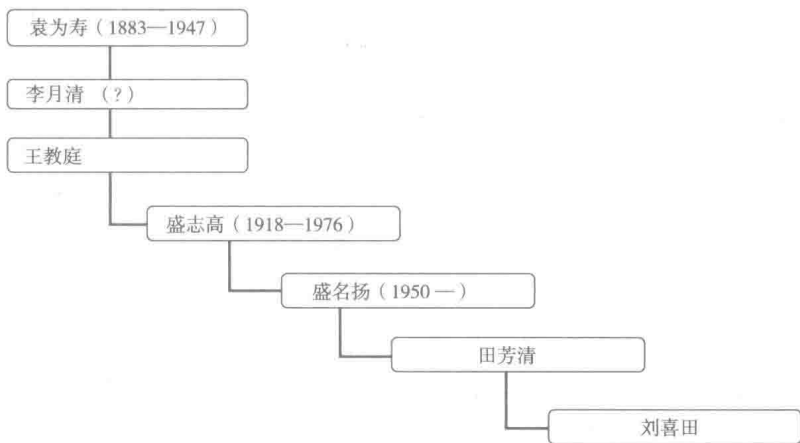 袁为寿（1883—1947）
李月清 （?）
王教庭
盛志高（1918—1976）
盛名扬（1950 —）
田芳清
刘喜田